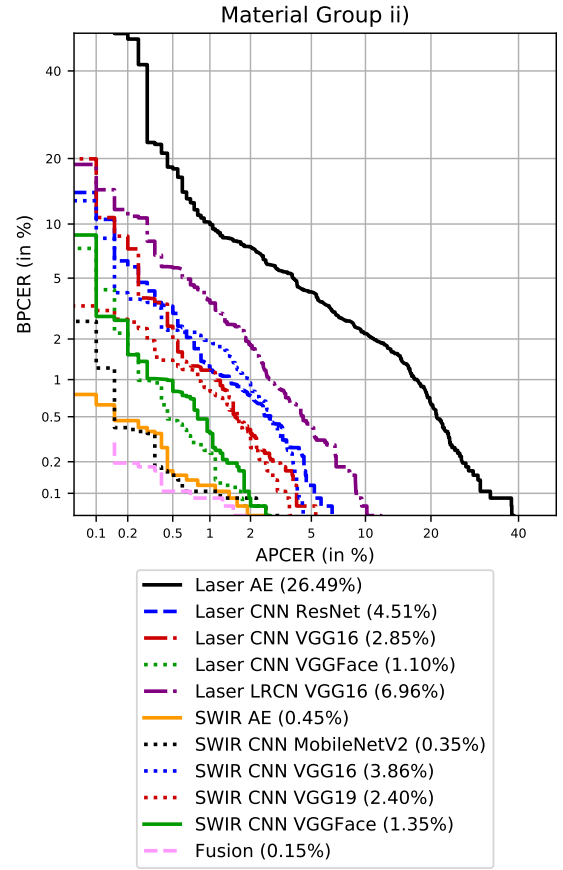 Material Group ii)
BPCER (in %)
40
20
10
5
2
1
0.5
0.2
0.1
0.1 0.2 0.5 1 2 5 10 20 40
APCER (in %)
Laser AE (26.49%)
Laser CNN ResNet (4.51%)
Laser CNN VGG16 (2.85%)
Laser CNN VGGFace (1.10%)
Laser LRCN VGG16 (6.96%)
SWIR AE (0.45%)
SWIR CNN MobileNetV2 (0.35%)
SWIR CNN VGG16 (3.86%)
SWIR CNN VGG19 (2.40%)
SWIR CNN VGGFace (1.35%)
Fusion (0.15%)